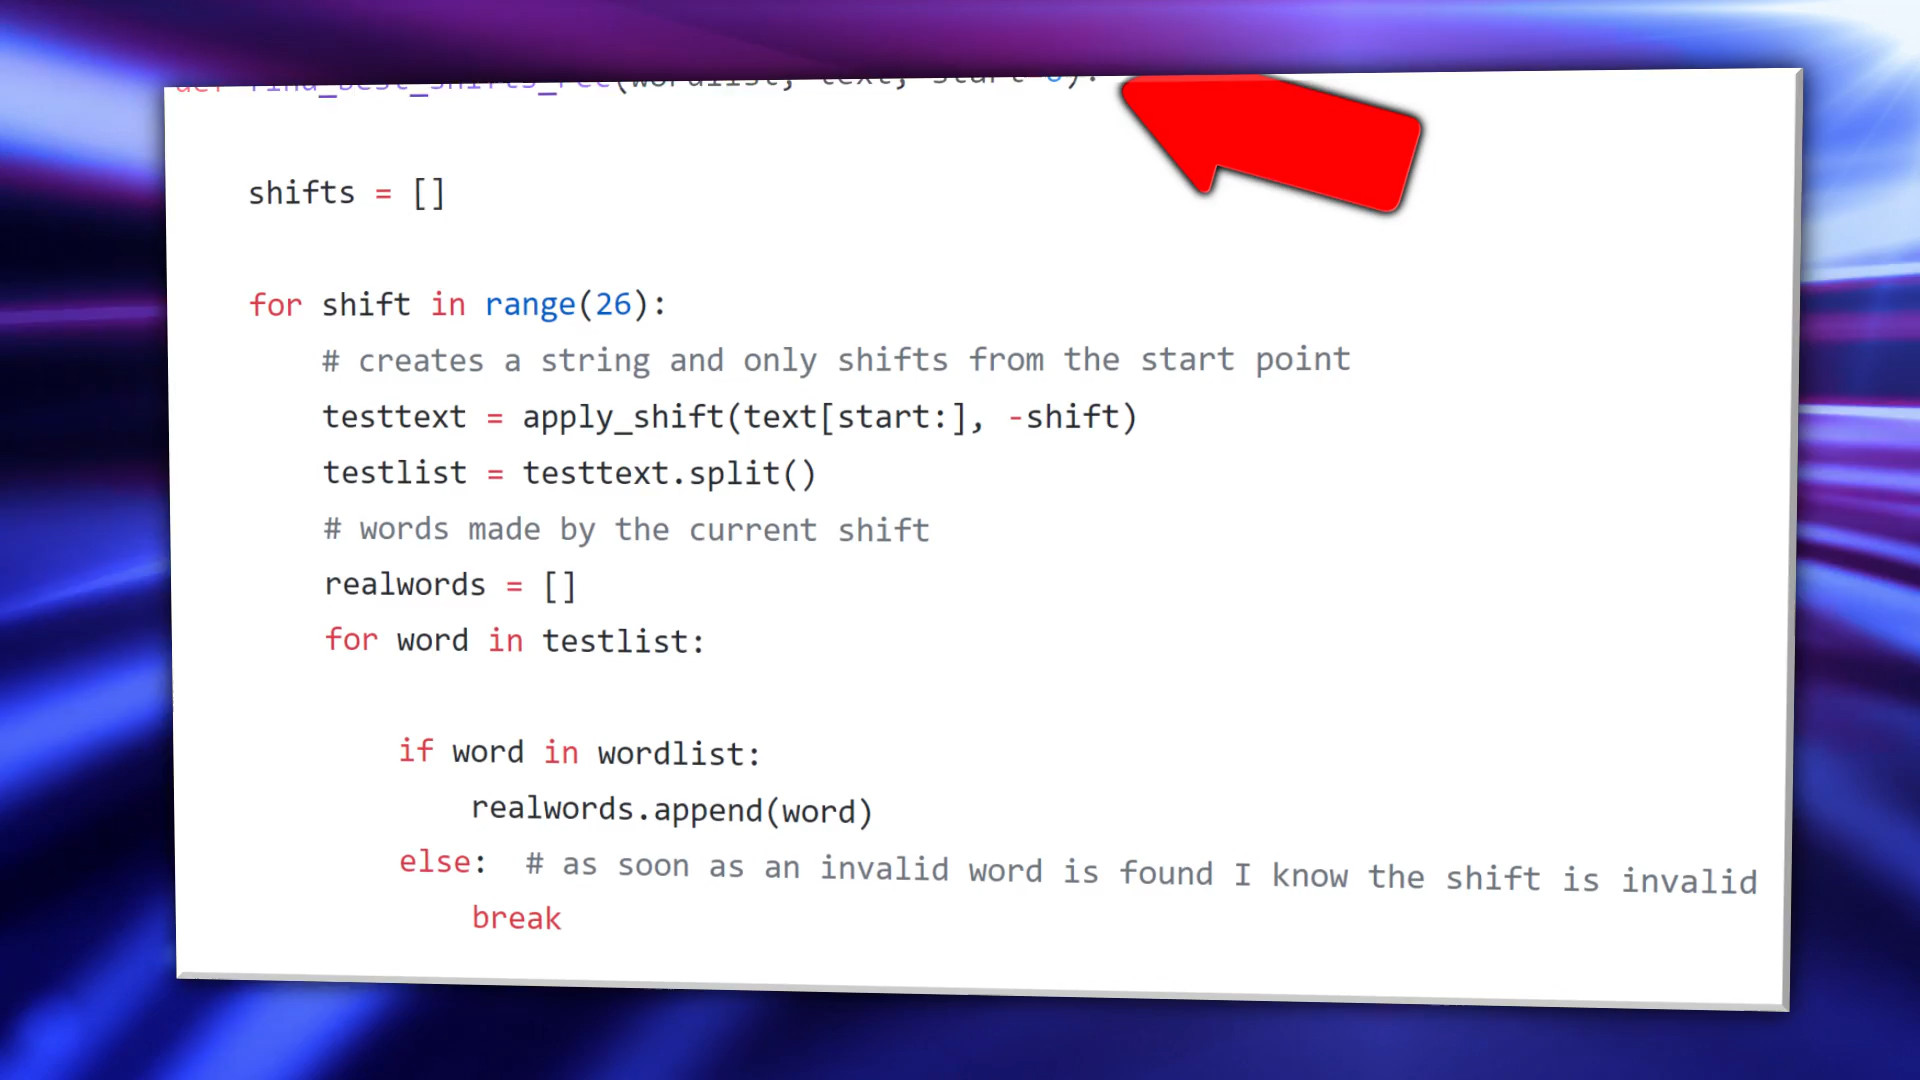 shifts = []
for shift in range(26):
# creates a string and only shifts from the start point
testtext = apply_shift(text[start:], -shift)
testlist = testtext.split()
# words made by the current shift
realwords = []
for word in testlist:
if word in wordlist:
realwords.append(word)
else: # as soon as an invalid word is found I know the shift is invalid
break